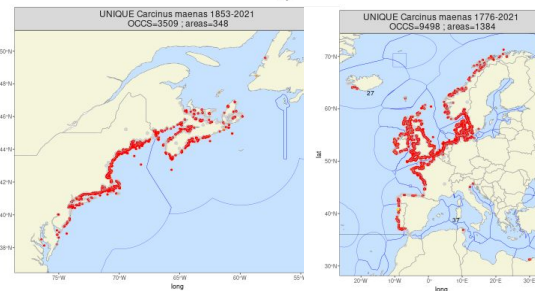 UNIQUE Carcinus maenas 1853-2021
OCCS=3509 ; areas=348
50°N
48°N
46°N
44°N
42°N
40°N
38°N
75°W
70°W
65°W
60°W
55°
long
UNIQUE Carcinus maenas 1776-2021
OCCS=9498 ; areas=1384
70°N
60°N
50°N
40°N
30°N
lat
27
37
20°W
10°W
0°
10°E
20°E
30°E
long